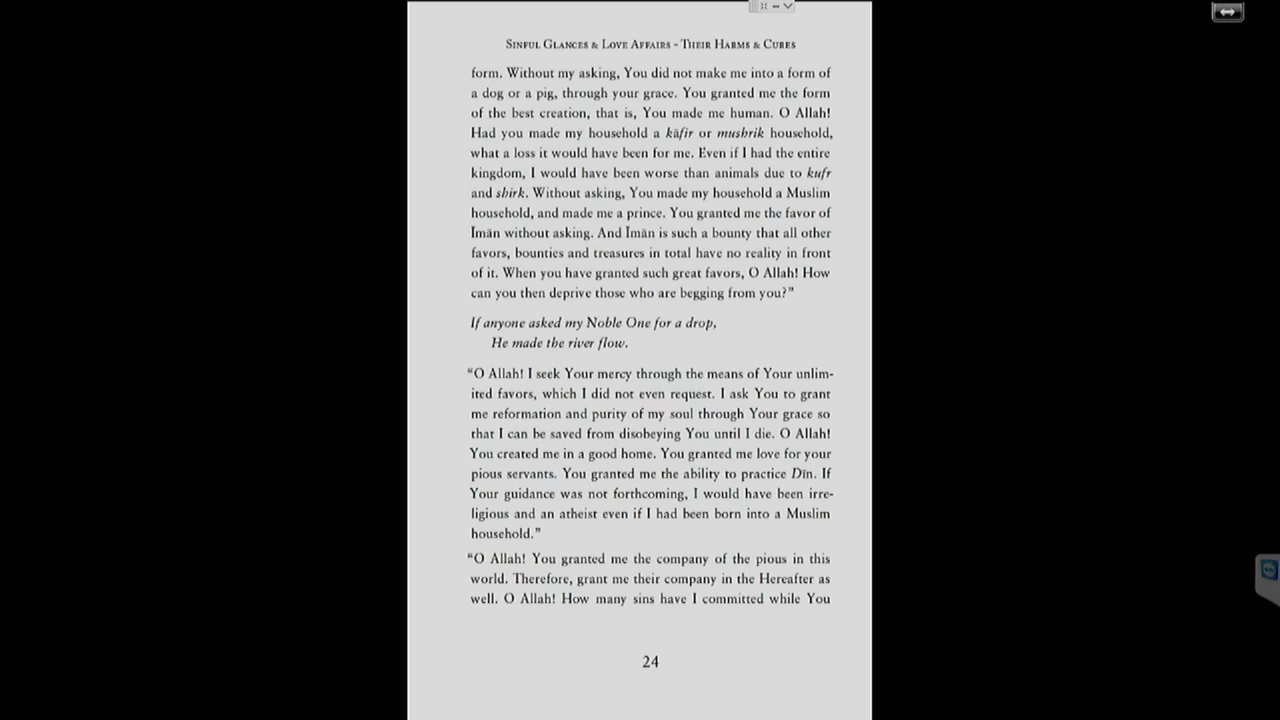 SINFUL GLANCES & LOVE AFFAIRS - THEIR HARMS & CURES
form. Without my asking, You did not make me into a form of
a dog or a pig, through your grace. You granted me the form
of the best creation, that is, You made me human. O Allah!
Had you made my household a kāfir or mushrik household,
what a loss it would have been for me. Even if I had the entire
kingdom, I would have been worse than animals due to kufr
and shirk. Without asking, You made my household a Muslim
household, and made me a prince. You granted me the favor of
Īmān without asking. And Īmān is such a bounty that all other
favors, bounties and treasures in total have no reality in front
of it. When you have granted such great favors, O Allah! How
can you then deprive those who are begging from you?”
If anyone asked my Noble One for a drop,
He made the river flow.
“O Allah! I seek Your mercy through the means of Your unlim-
ited favors, which I did not even request. I ask You to grant
me reformation and purity of my soul through Your grace so
that I can be saved from disobeying You until I die. O Allah!
You created me in a good home. You granted me love for your
pious servants. You granted me the ability to practice Dīn. If
Your guidance was not forthcoming, I would have been irre-
ligious and an atheist even if I had been born into a Muslim
household.”
“O Allah! You granted me the company of the pious in this
world. Therefore, grant me their company in the Hereafter as
well. O Allah! How many sins have I committed while You
24